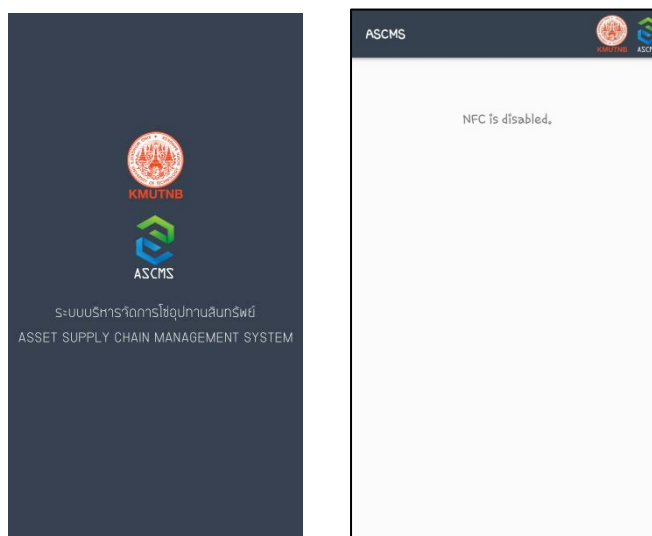 KMUTNB
ASCMS
ระบบบริหารจัดการโซ่อุปทานสินทรัพย์
ASSET SUPPLY CHAIN MANAGEMENT SYSTEM
ASCMS
KMUTNB
NFC is disabled.